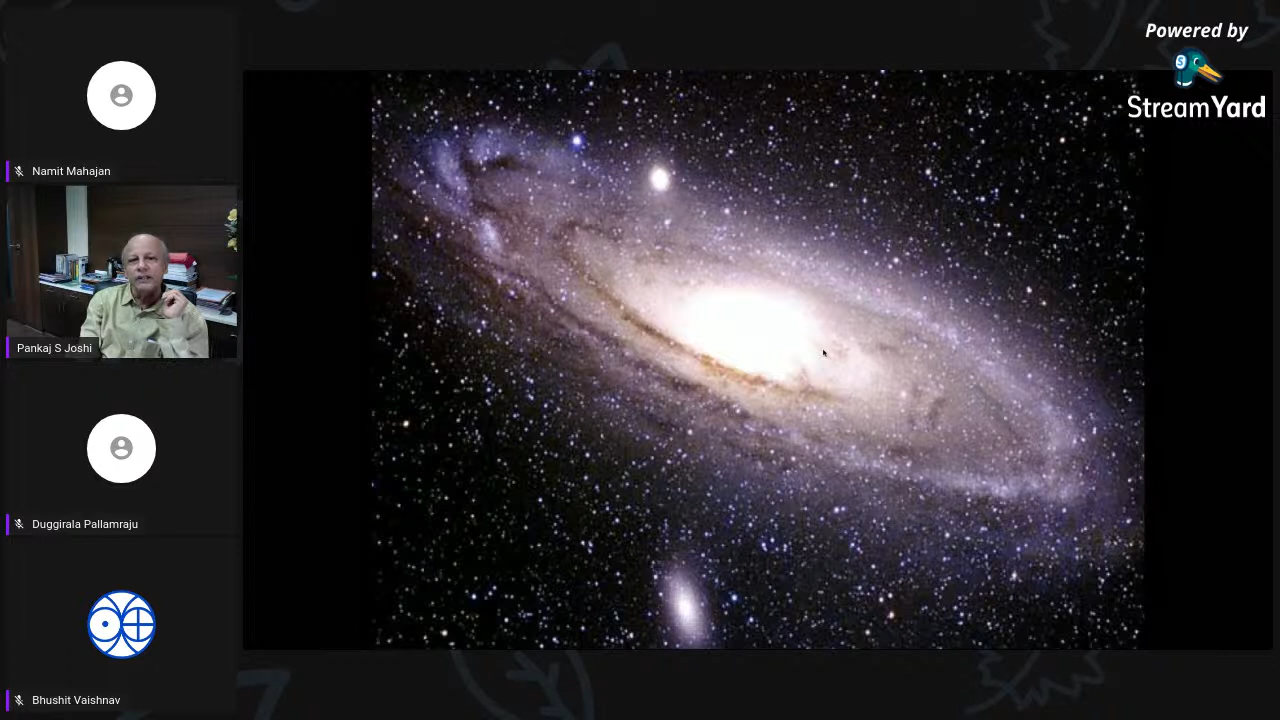 Powered by
StreamYard
Namit Mahajan
Pankaj S Joshi
Duggirala Pallamraju
Bhushit Vaishnav